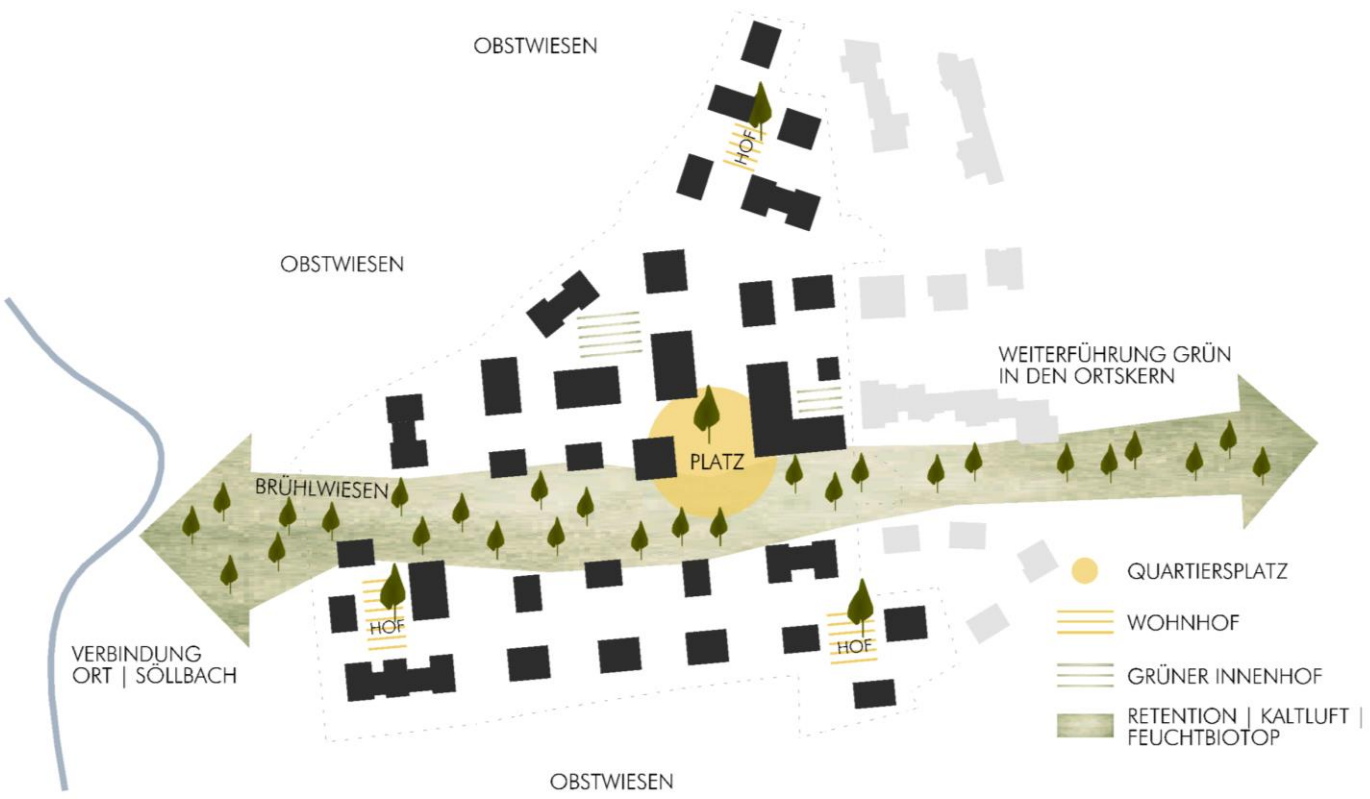 OBSTWIESEN
HOF
OBSTWIESEN
WEITERFÜHRUNG GRÜN
IN DEN ORTSKERN
PLATZ
BRÜHLWIESEN
QUARTIERSPLATZ
WOHNHOF
HOF
HOF
VERBINDUNG
ORT | SÖLLBACH
GRÜNER INNENHOF
RETENTION | KALTLUFT |
FEUCHTBIOTOP
OBSTWIESEN